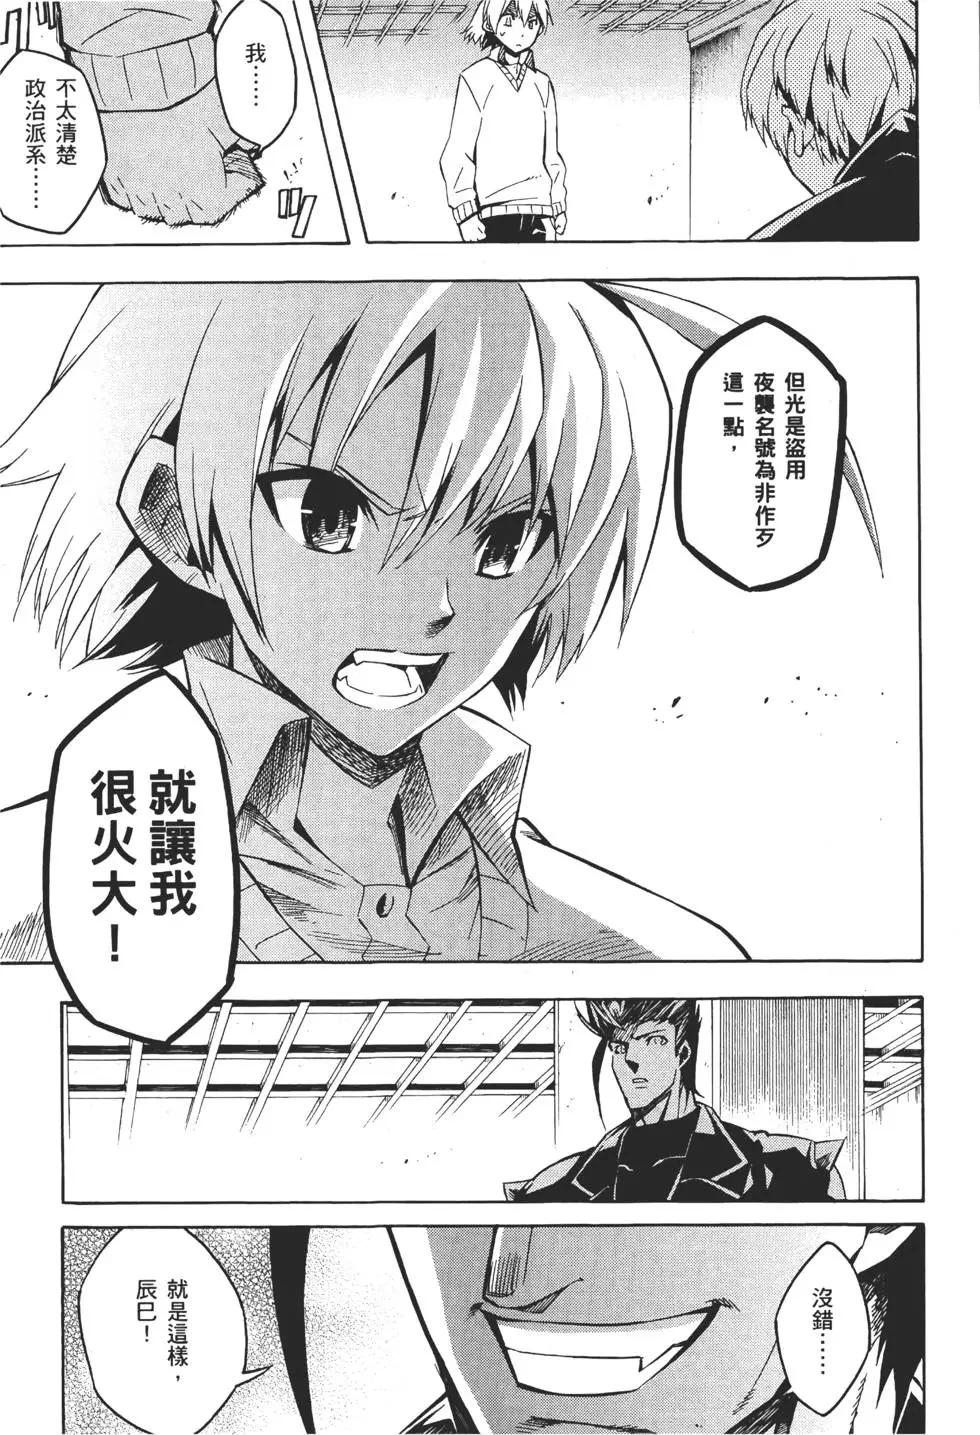 我……
不太清楚
政治派系……
但光是盜用
夜襲名號為非作歹
這一點，
就讓我
很火大！
沒錯……
就是這樣，
辰巳！